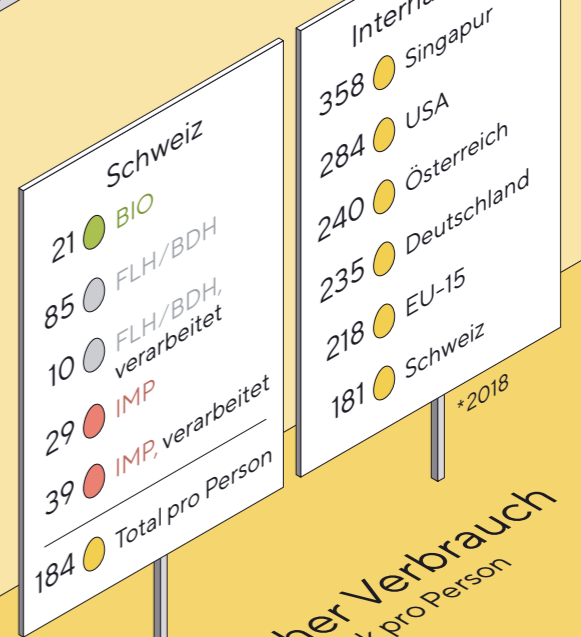 Schweiz
21 BIO
85 FLH/BDH
10 FLH/BDH,
verarbeitet
29 IMP
39 IMP, verarbeitet
184 Total pro Person
358 Singapur
284 USA
240 Österreich
235 Deutschland
218 EU-15
181 Schweiz
*2018
Verbrauch
pro Person